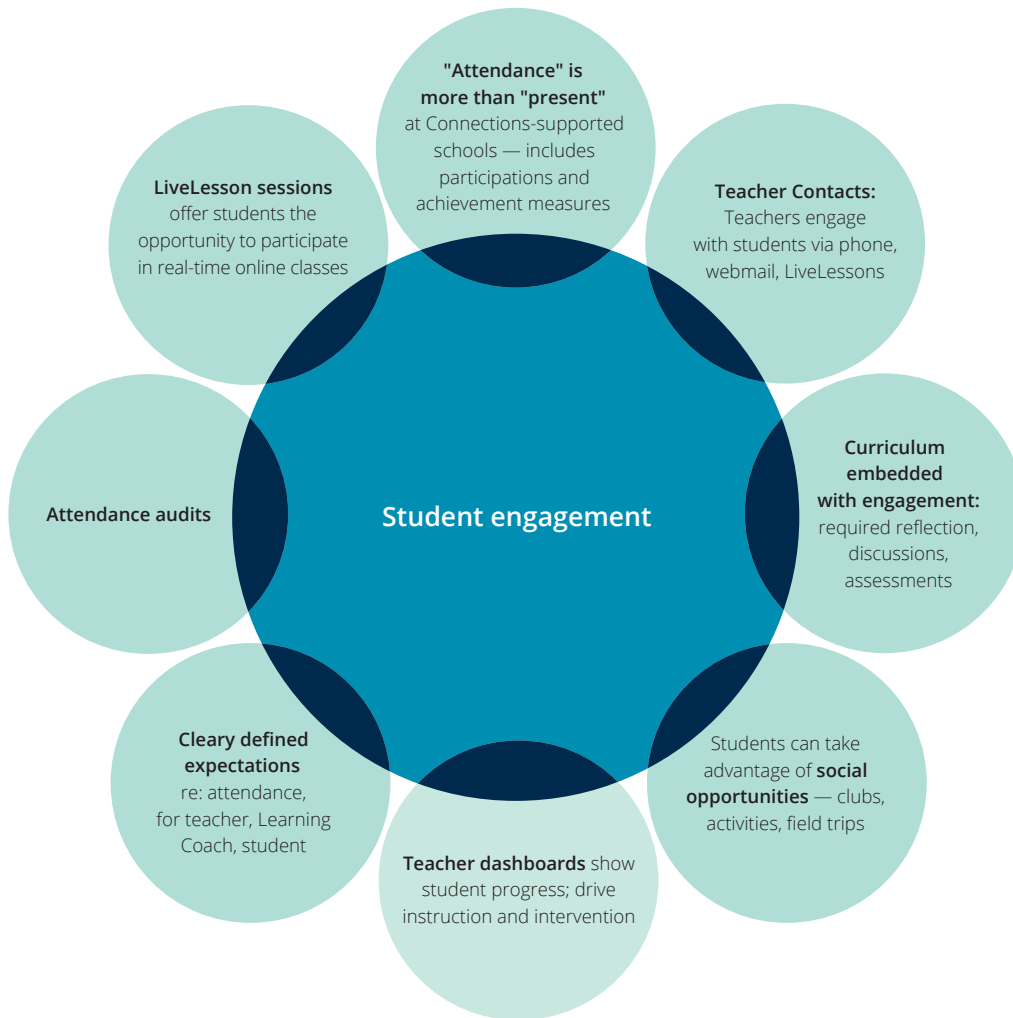 "Attendance" is
more than "present"
at Connections-supported
schools — includes
participations and
achievement measures
Teacher Contacts:
Teachers engage
with students via phone,
webmail, LiveLessons
Curriculum
embedded
with engagement:
required reflection,
discussions,
assessments
Students can take
advantage of social
opportunities — clubs,
activities, field trips
Teacher dashboards show
student progress; drive
instruction and intervention
Cleary defined
expectations
re: attendance,
for teacher, Learning
Coach, student
Attendance audits
LiveLesson sessions
offer students the
opportunity to participate
in real-time online classes
Student engagement